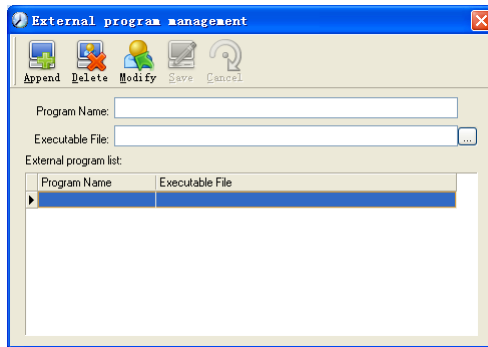 External program management
Append Delete Modify Save Cancel
Program Name:
Executable File:
...
External program list:
Program Name Executable File